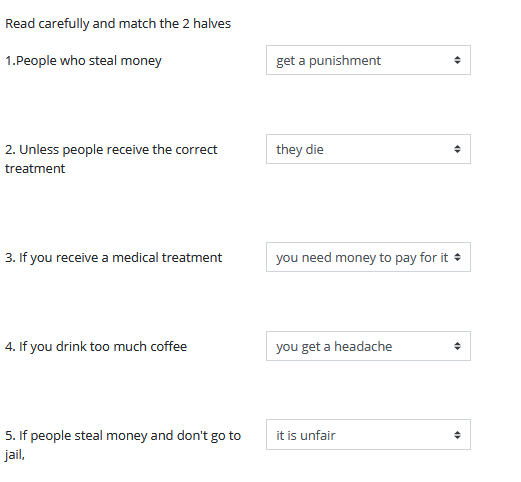 Read carefully and match the 2 halves
1.People who steal money
get a punishment
2. Unless people receive the correct
treatment
they die
3. If you receive a medical treatment
you need money to pay for it
4. If you drink too much coffee
you get a headache
5. If people steal money and don't go to
jail,
it is unfair